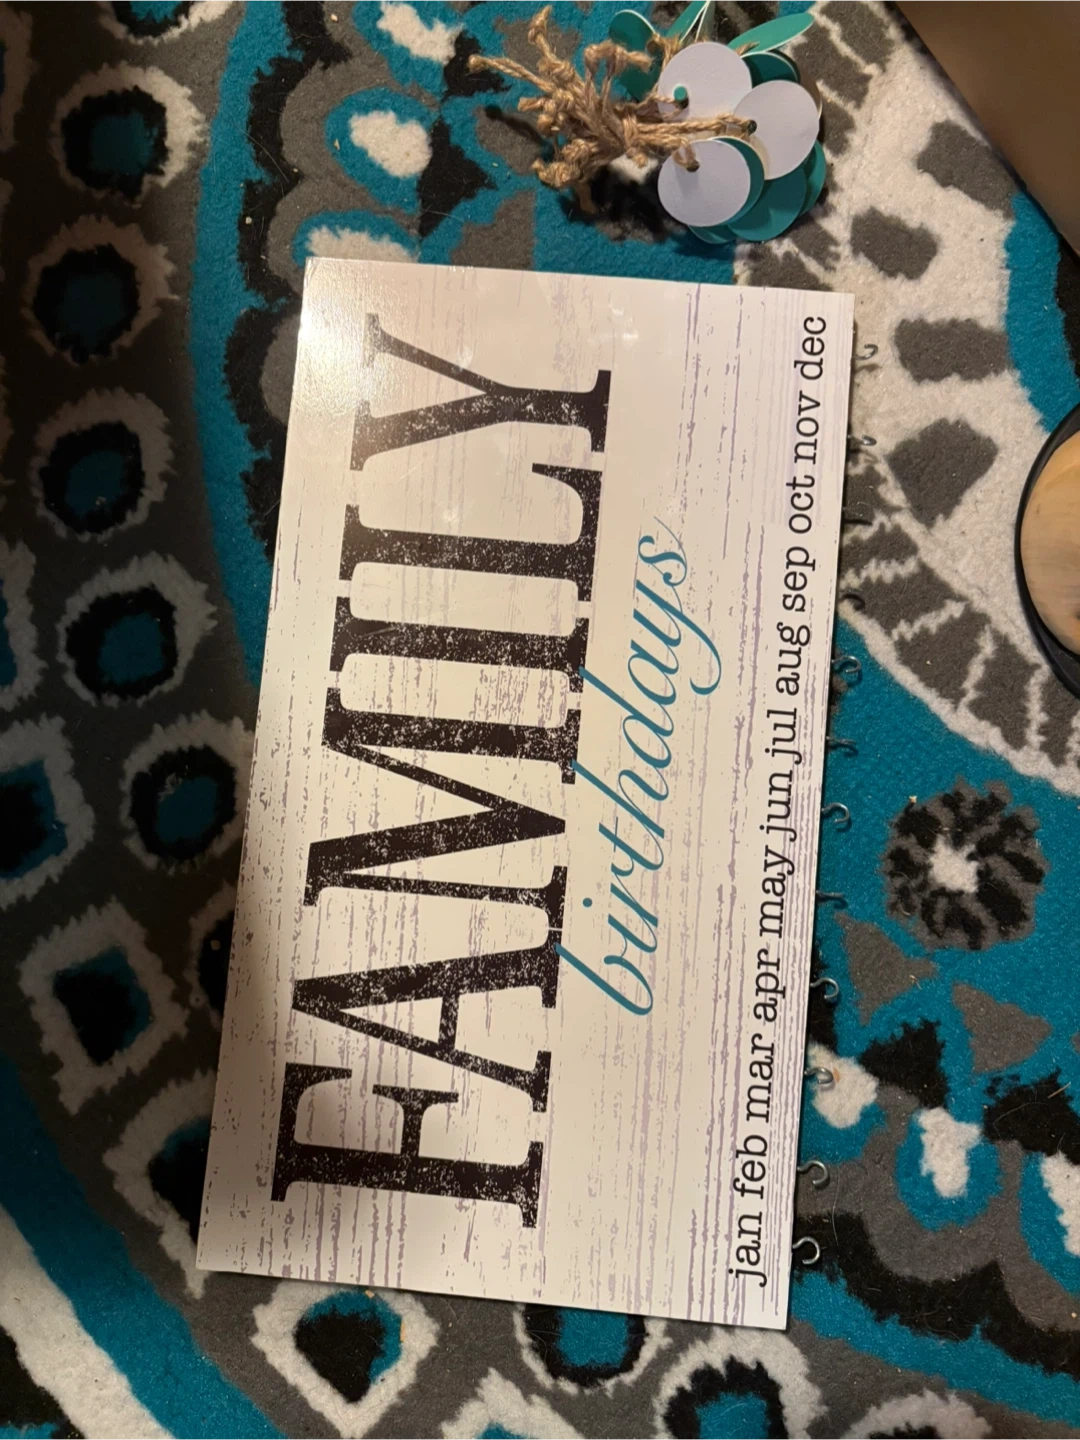 FAMILY
birthdays
jan feb mar apr may jun jul aug sep oct nov dec